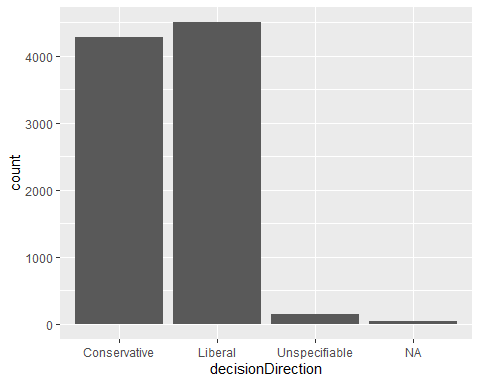 count
4000
3000
2000
1000
0
Conservative Liberal Unspecifiable NA
decisionDirection